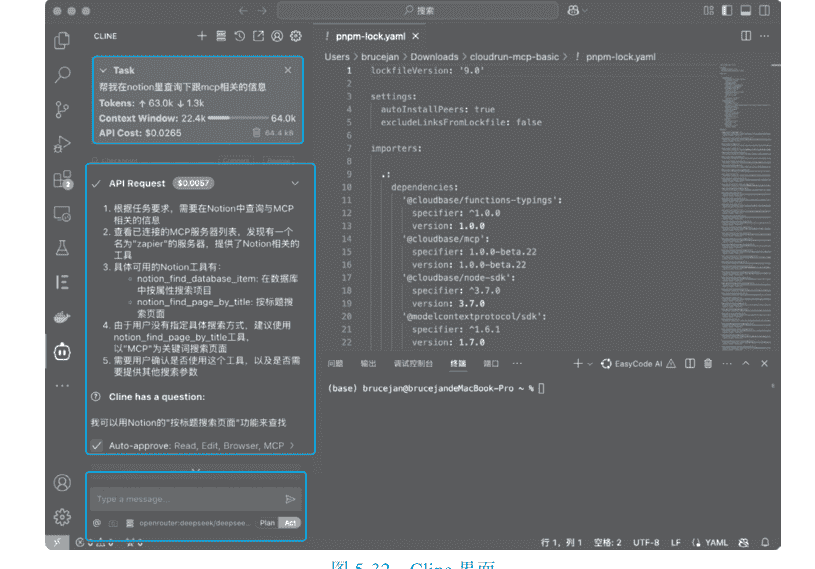 搜索
CLINE
Task
帮我在notion里查询下跟mcp相关的信息
Tokens: ↑ 63.0k ↓ 1.3k
Context Window: 22.4k 64.0k
API Cost: $0.0265 64.4 kB
API Request $0.0057
1. 根据任务要求，需要在Notion中查询与MCP
相关的信息
2. 查看已连接的MCP服务器列表，发现有一个
名为"zapier"的服务器，提供了Notion相关的
工具
3. 具体可用的Notion工具有：
notion_find_database_item: 在数据库
中按属性搜索项目
notion_find_page_by_title: 按标题搜
索页面
4. 由于用户没有指定具体搜索方式，建议使用
notion_find_page_by_title工具，
以"MCP"为关键词搜索页面
5. 需要用户确认是否使用这个工具，以及是否需
要提供其他搜索参数
Cline has a question:
我可以用Notion的"按标题搜索页面"功能来查找
Auto-approve: Read, Edit, Browser, MCP >
Type a message...
@ openrouter:deepseek/deepsee... Plan Act
! pnpm-lock.yaml ×
Users > brucejan > Downloads > cloudrun-mcp-basic > ! pnpm-lock.yaml
1 lockfileVersion: '9.0'
2
3 settings:
4 autoInstallPeers: true
5 excludeLinksFromLockfile: false
6
7 importers:
8
9 .:
10 dependencies:
11 '@cloudbase/functions-typings':
12 specifier: ^1.0.0
13 version: 1.0.0
14 '@cloudbase/mcp':
15 specifier: 1.0.0-beta.22
16 version: 1.0.0-beta.22
17 '@cloudbase/node-sdk':
18 specifier: ^3.7.0
19 version: 3.7.0
20 '@modelcontextprotocol/sdk':
21 specifier: ^1.6.1
22 version: 1.7.0
问题 输出 调试控制台 终端 端口 ··· EasyCode AI
(base) brucejan@brucejandeMacBook-Pro ~ %
行 1，列 1 空格: 2 UTF-8 LF YAML
图 5-32 Cline 界面